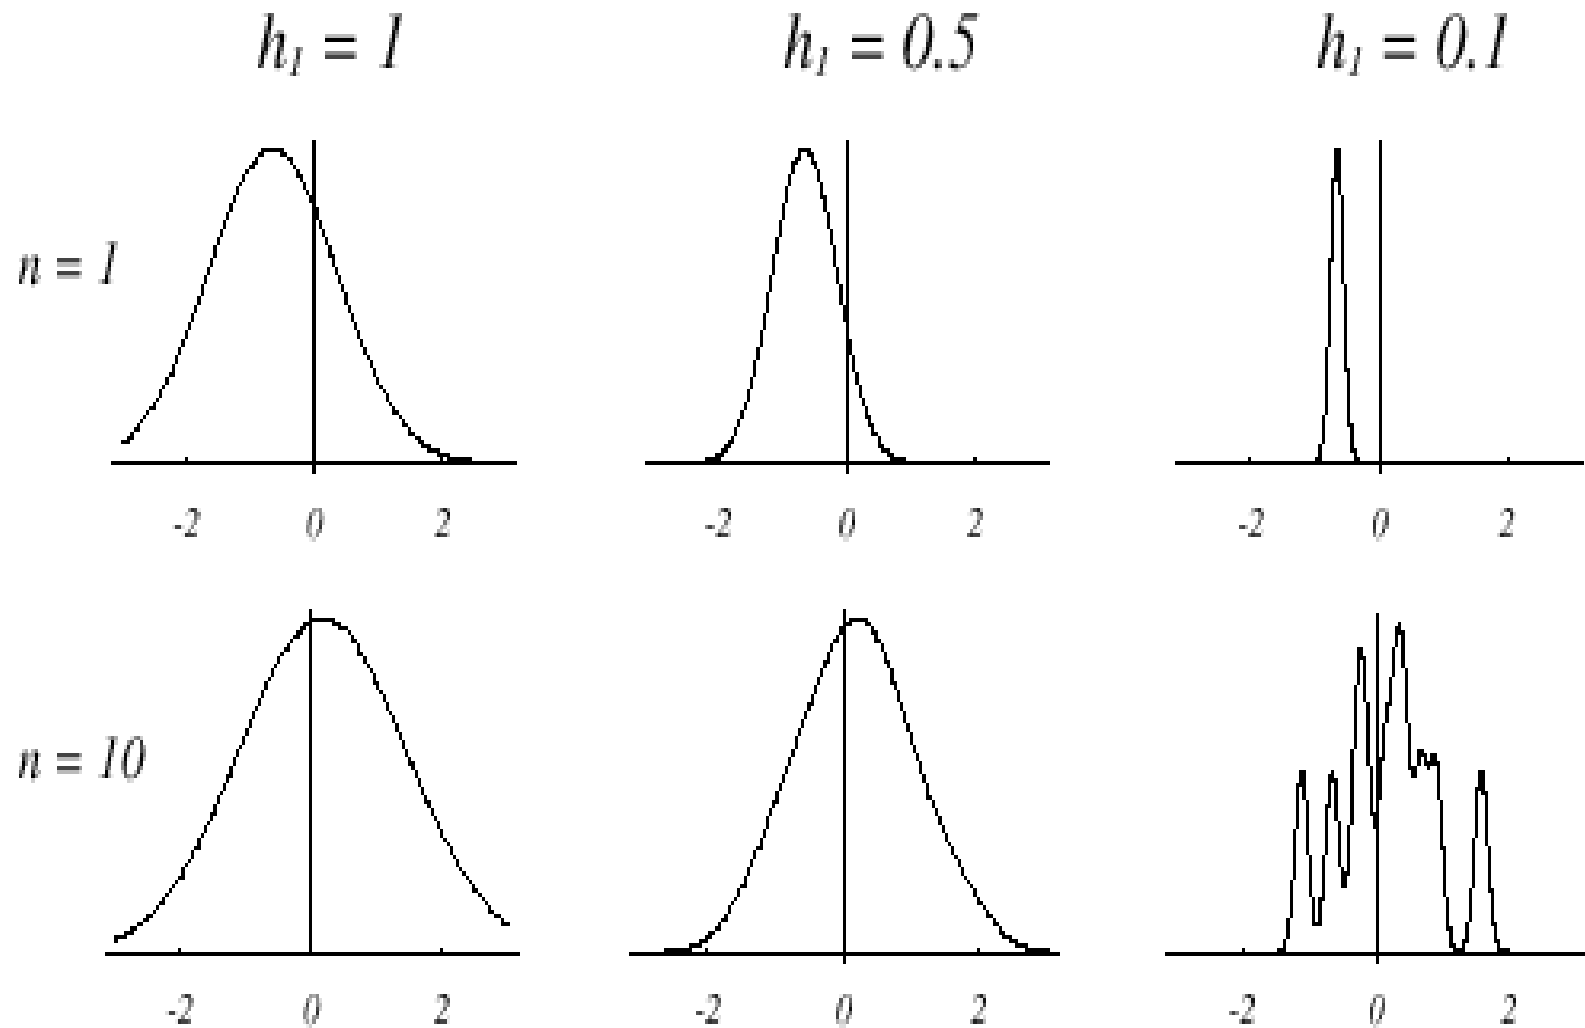 h₁ = 1 h₁ = 0.5 h₁ = 0.1
n = 1
-2 0 2 -2 0 2 -2 0 2
n = 10
-2 0 2 -2 0 2 -2 0 2